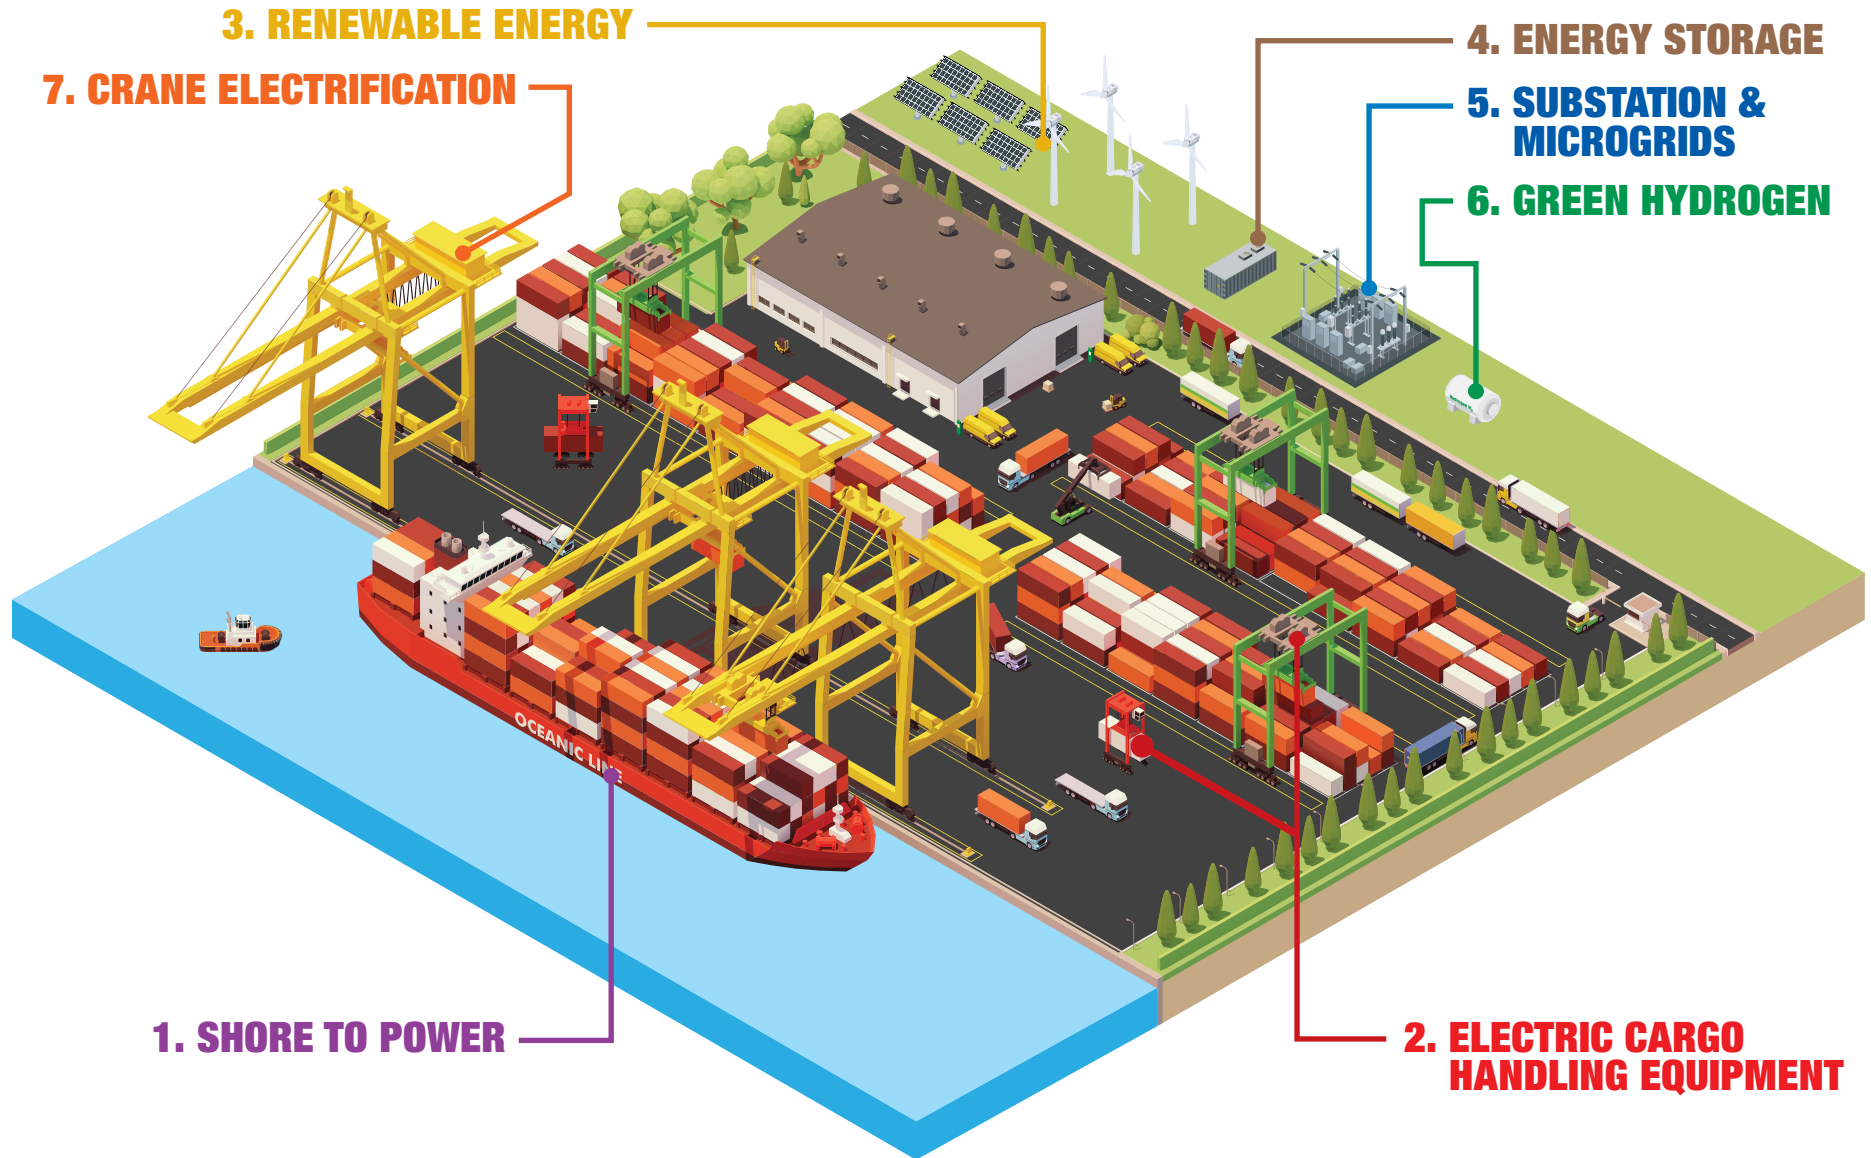 3. RENEWABLE ENERGY
4. ENERGY STORAGE
7. CRANE ELECTRIFICATION
5. SUBSTATION &
MICROGRIDS
6. GREEN HYDROGEN
OCEANIC LINE
1. SHORE TO POWER
2. ELECTRIC CARGO
HANDLING EQUIPMENT